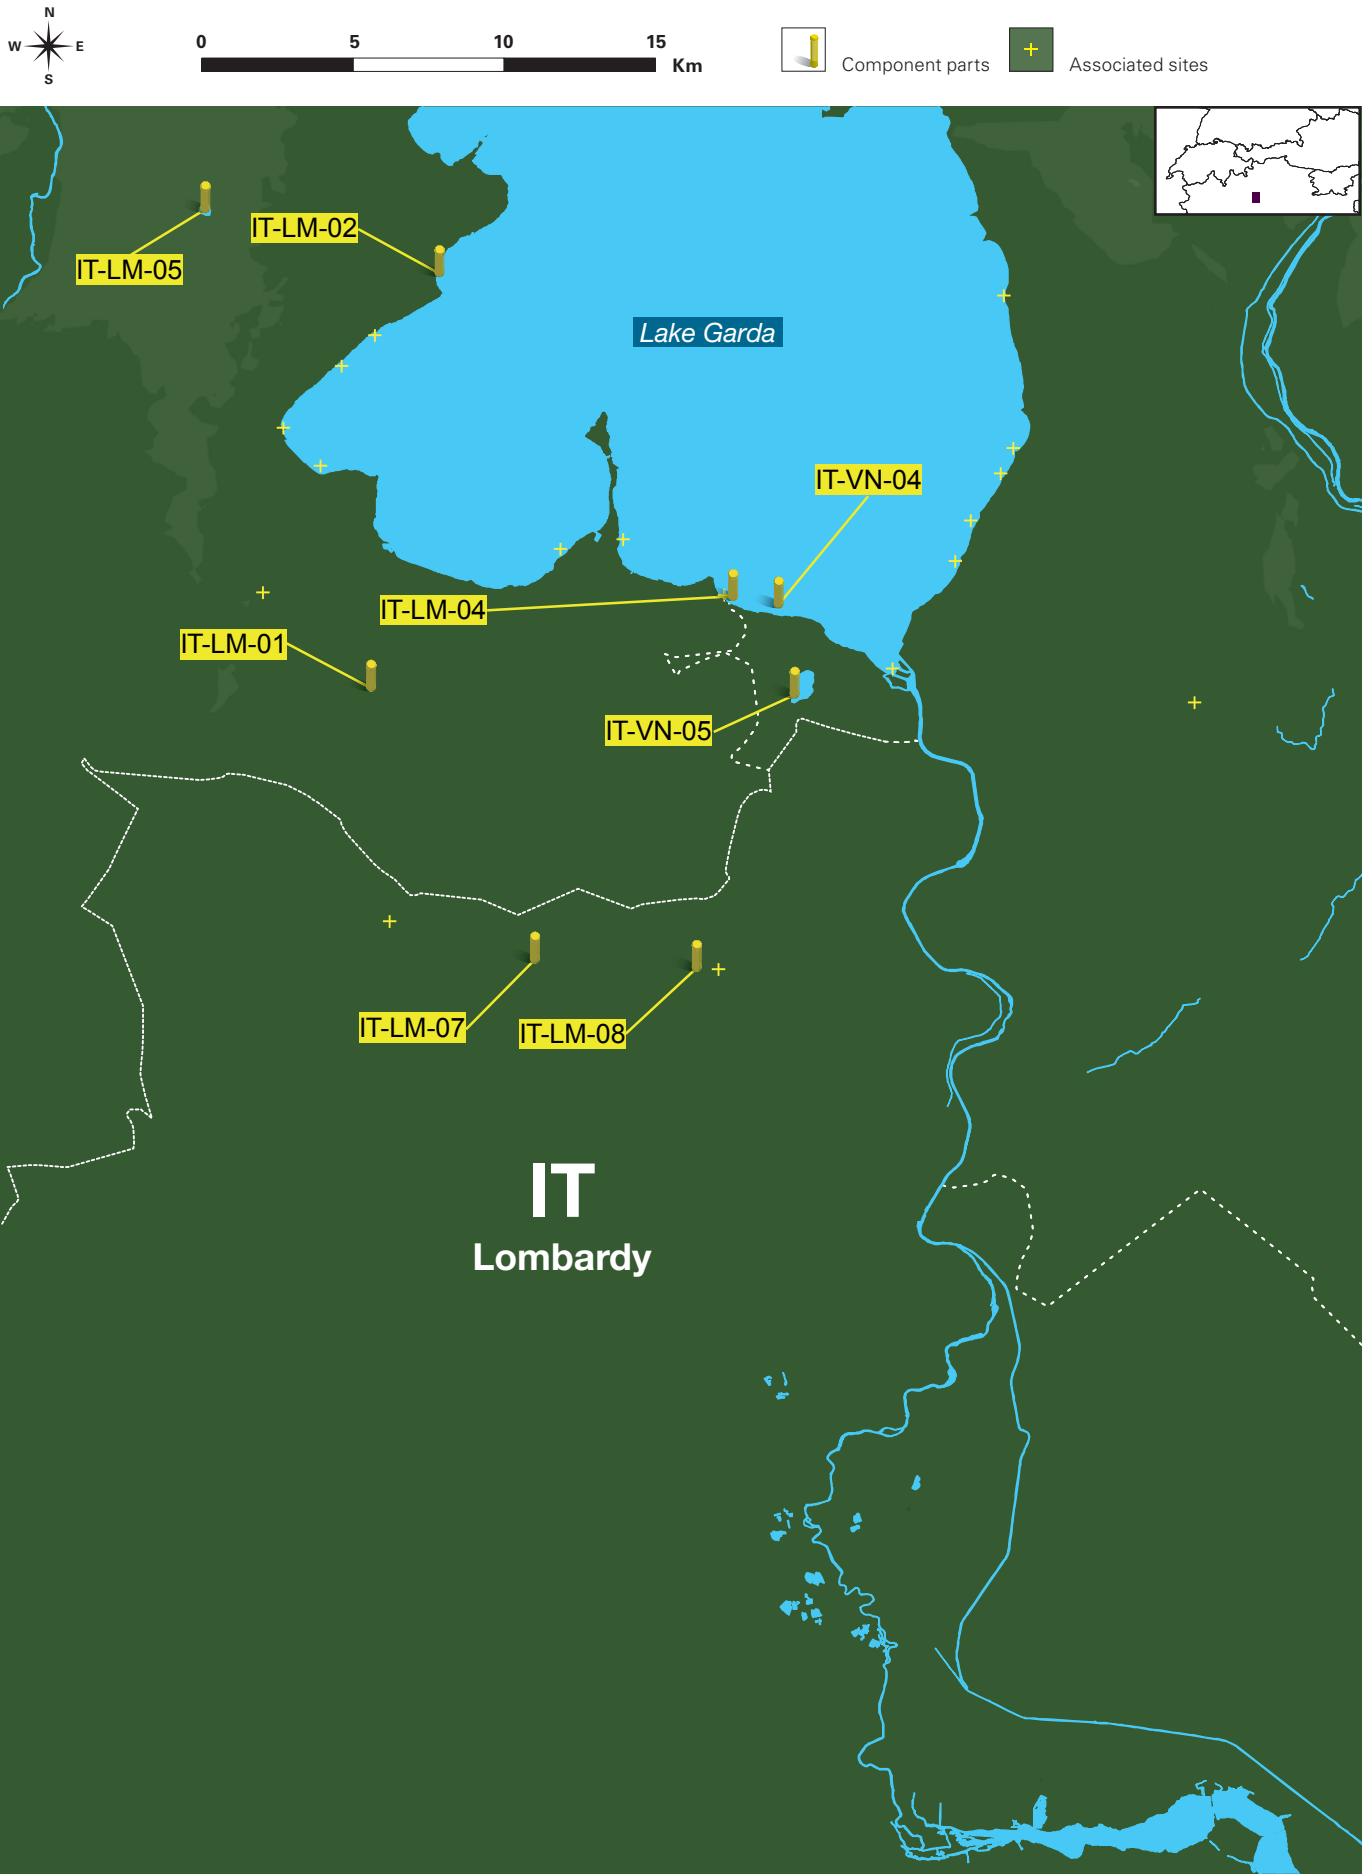 N
W E
S
0 5 10 15
Km
Component parts
Associated sites
IT-LM-02
IT-LM-05
Lake Garda
IT-VN-04
IT-LM-04
IT-LM-01
IT-VN-05
IT-LM-07
IT-LM-08
IT
Lombardy